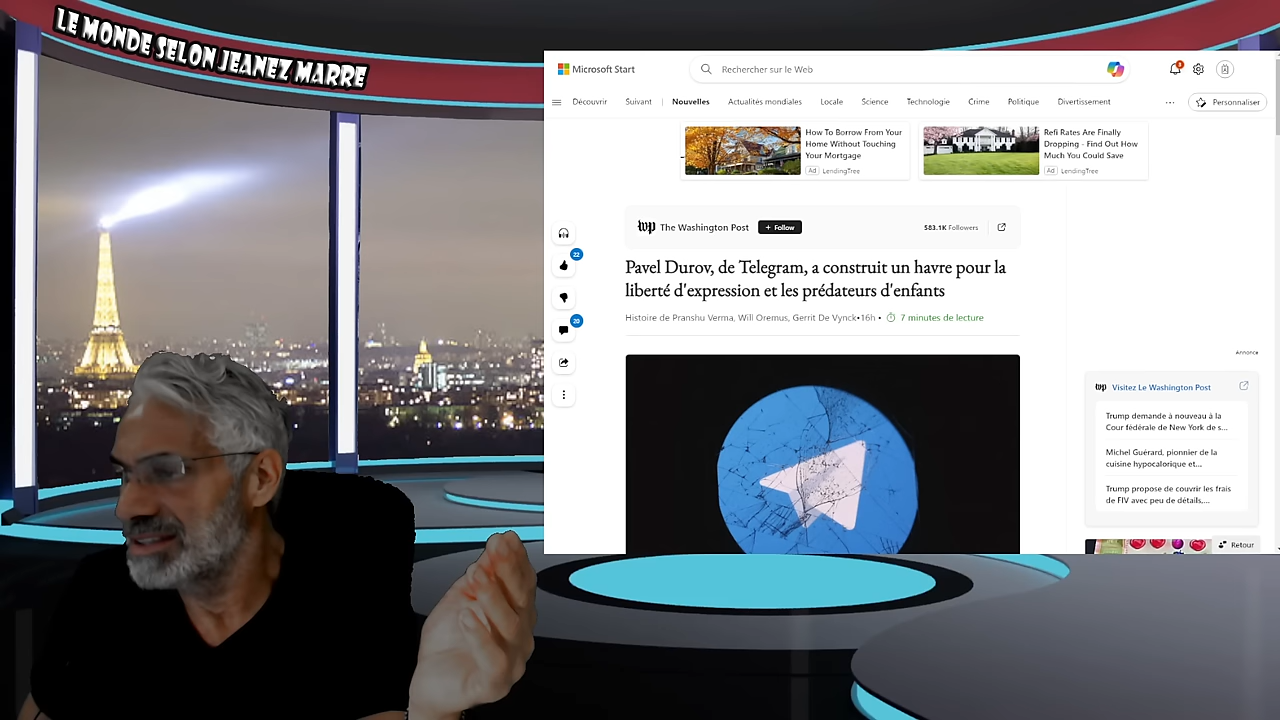 LE MONDE SELON JEANEZ MARRE
Microsoft Start
Rechercher sur le Web
Découvrir Suivant Nouvelles Actualités mondiales Locale Science Technologie Crime Politique Divertissement ... Personnaliser
How To Borrow From Your
Home Without Touching
Your Mortgage
Ad LendingTree
Refi Rates Are Finally
Dropping - Find Out How
Much You Could Save
Ad LendingTree
wp The Washington Post + Follow 583.1K Followers
22
20
Pavel Durov, de Telegram, a construit un havre pour la
liberté d'expression et les prédateurs d'enfants
Histoire de Pranshu Verma, Will Oremus, Gerrit De Vynck•16h • 7 minutes de lecture
Annonce
wp Visitez Le Washington Post
Trump demande à nouveau à la
Cour fédérale de New York de s...
Michel Guérard, pionnier de la
cuisine hypocalorique et...
Trump propose de couvrir les frais
de FIV avec peu de détails,...
Retour